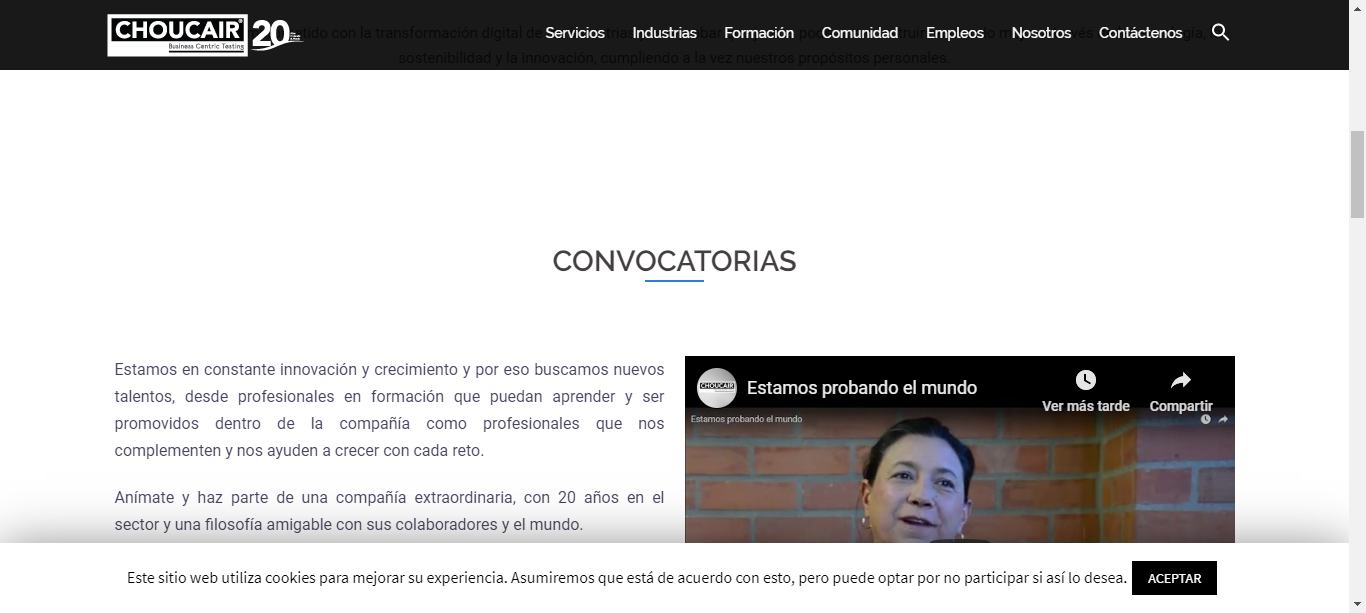 CHOUCAIR
Business Centric Testing
20
Servicios Industrias Formación Comunidad Empleos Nosotros Contáctenos
con la transformación digital de
sostenibilidad y la innovación, cumpliendo a la vez nuestros propósitos personales.
CONVOCATORIAS
Estamos en constante innovación y crecimiento y por eso buscamos nuevos
talentos, desde profesionales en formación que puedan aprender y ser
promovidos dentro de la compañía como profesionales que nos
complementen y nos ayuden a crecer con cada reto.
Anímate y haz parte de una compañía extraordinaria, con 20 años en el
sector y una filosofía amigable con sus colaboradores y el mundo.
CHOUCAIR
Estamos probando el mundo
Ver más tarde
Compartir
Estamos probando el mundo
Este sitio web utiliza cookies para mejorar su experiencia. Asumiremos que está de acuerdo con esto, pero puede optar por no participar si así lo desea. ACEPTAR